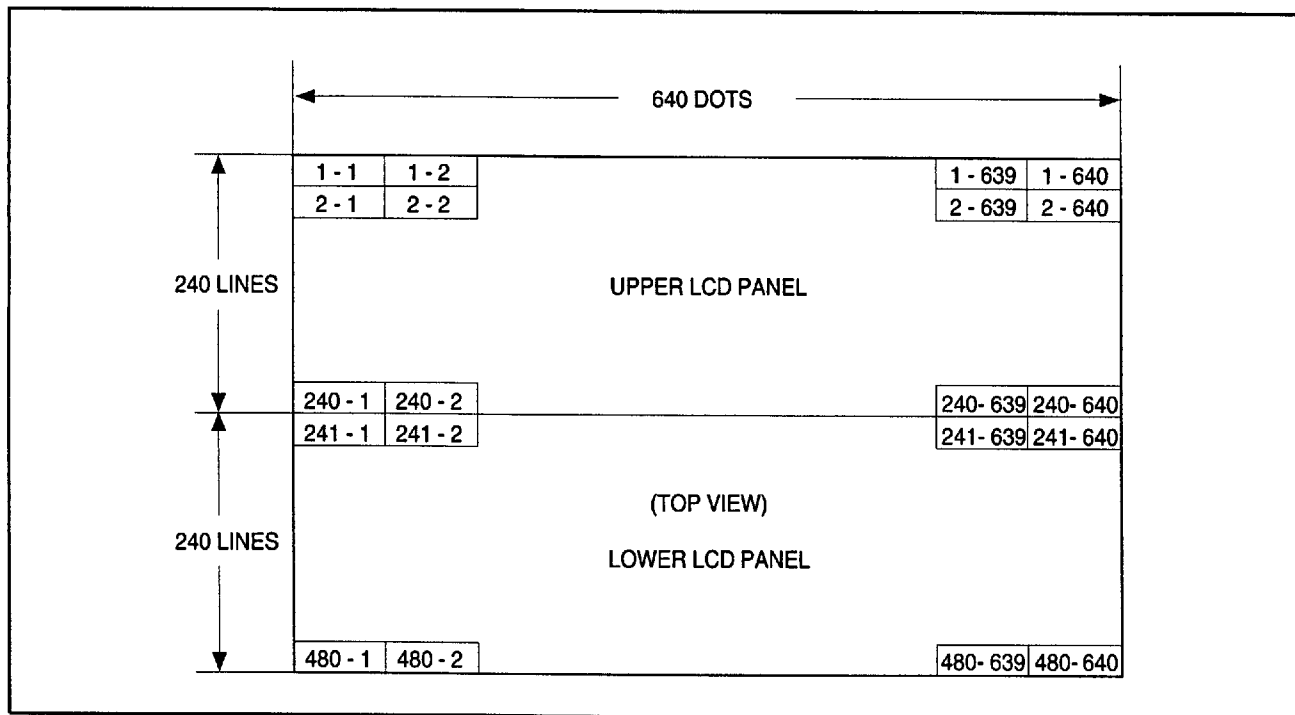 640 DOTS
1 - 1 1 - 2 1 - 639 1 - 640
2 - 1 2 - 2 2 - 639 2 - 640
240 LINES UPPER LCD PANEL
240 - 1 240 - 2 240- 639 240- 640
241 - 1 241 - 2 241- 639 241- 640
(TOP VIEW)
240 LINES
LOWER LCD PANEL
480 - 1 480 - 2 480- 639 480- 640